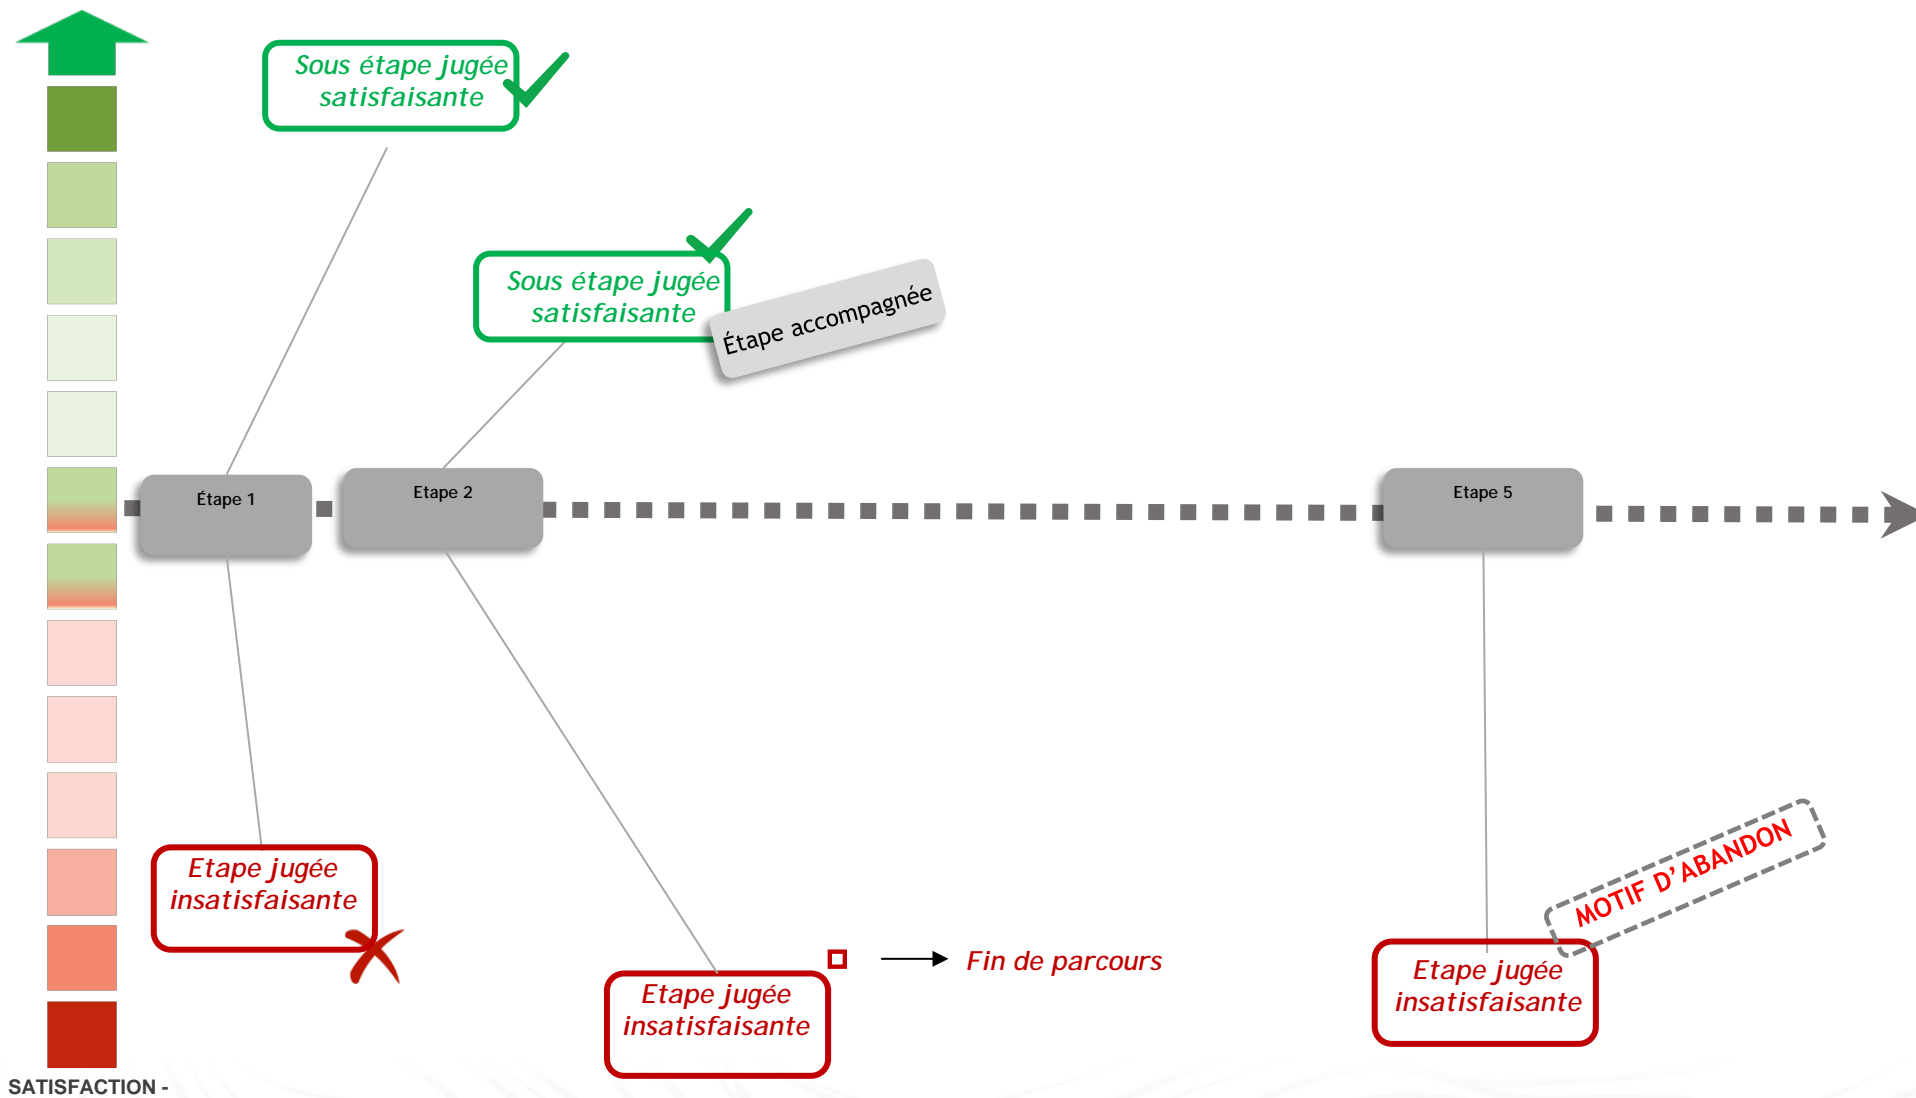 Sous étape jugée
satisfaisante
Sous étape jugée
satisfaisante
Étape accompagnée
Étape 1
Etape 2
Etape 5
Etape jugée
insatisfaisante
Fin de parcours
Etape jugée
insatisfaisante
MOTIF D'ABANDON
Etape jugée
insatisfaisante
SATISFACTION -